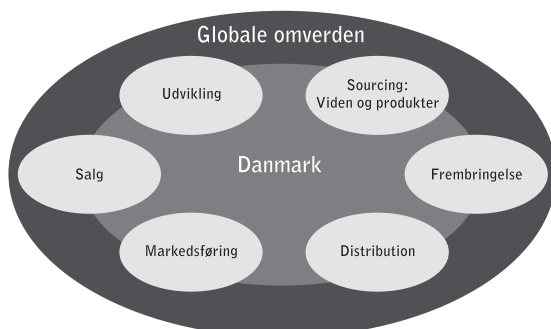 Globale omverden
Udvikling
Sourcing:
Viden og produkter
Salg
Danmark
Frembringelse
Markedsføring
Distribution